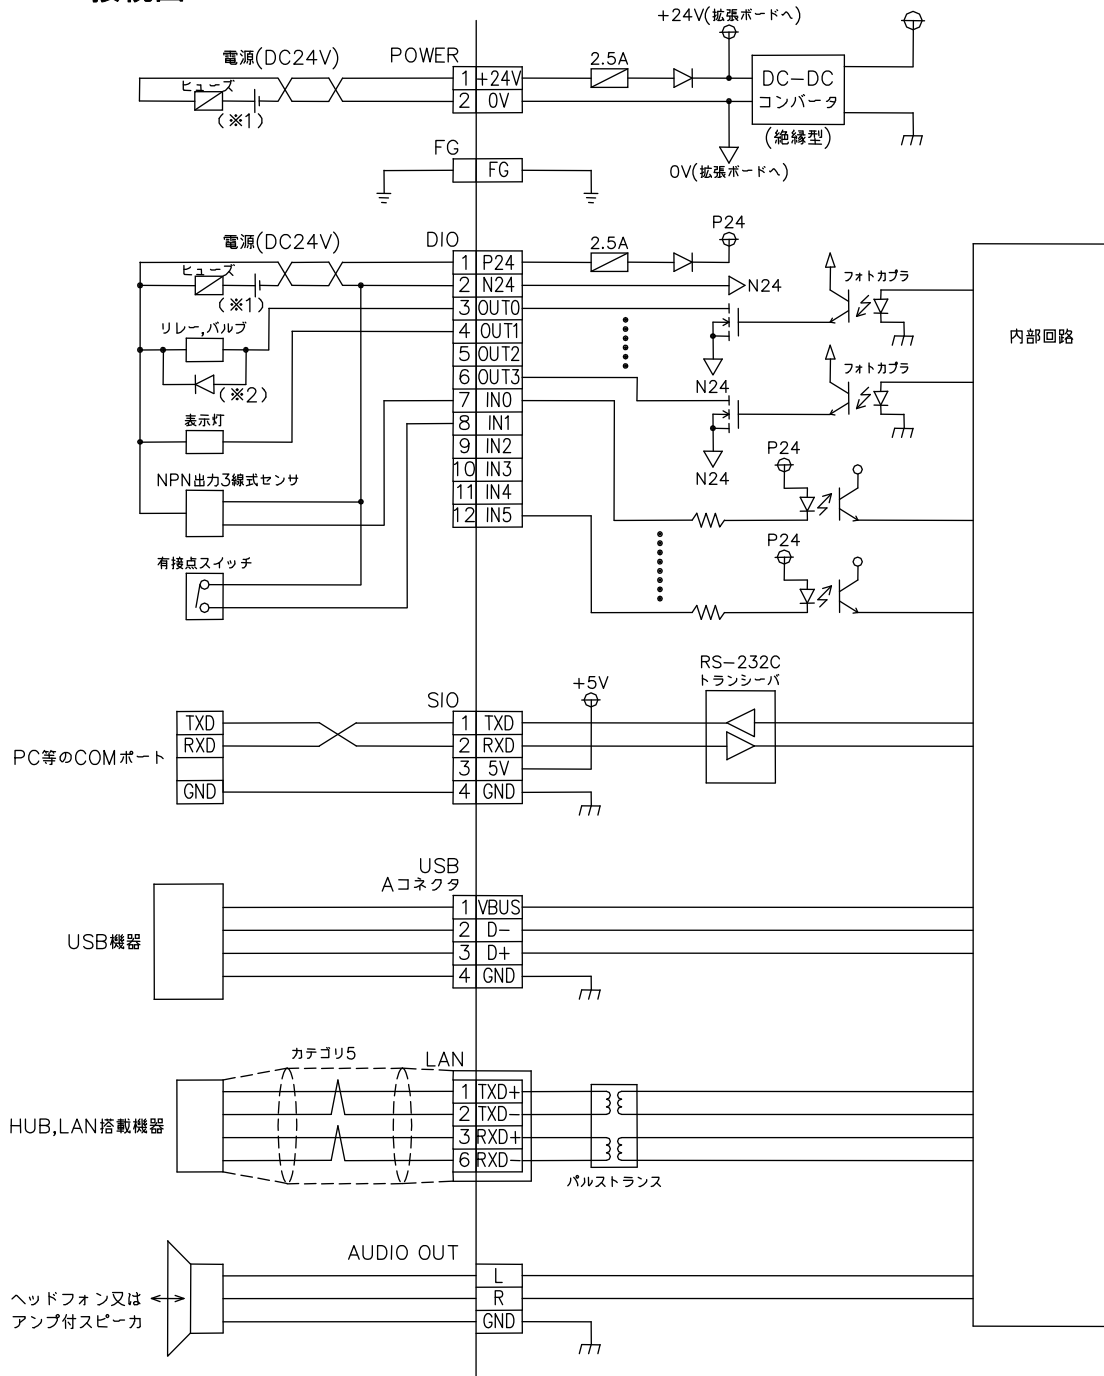 +24V(拡張ボードへ)
電源(DC24V)
POWER
2.5A
ヒューズ
(※1)
1 +24V
2 0V
DC-DC
コンバータ
(絶縁型)
FG
FG
0V(拡張ボードへ)
電源(DC24V)
DIO
2.5A
P24
ヒューズ
(※1)
N24
フォトカプラ
リレー,バルブ
(※2)
N24
フォトカプラ
内部回路
表示灯
1 P24
2 N24
3 OUT0
4 OUT1
5 OUT2
6 OUT3
7 IN0
8 IN1
9 IN2
10 IN3
11 IN4
12 IN5
P24
N24
NPN出力3線式センサ
P24
有接点スイッチ
RS-232C
トランシーバ
+5V
SIO
TXD
RXD
GND
PC等のCOMポート
1 TXD
2 RXD
3 5V
4 GND
USB
Aコネクタ
USB機器
1 VBUS
2 D-
3 D+
4 GND
カテゴリ5
LAN
HUB,LAN搭載機器
1 TXD+
2 TXD-
3 RXD+
6 RXD-
パルストランス
AUDIO OUT
L
R
GND
ヘッドフォン又は
アンプ付スピーカ